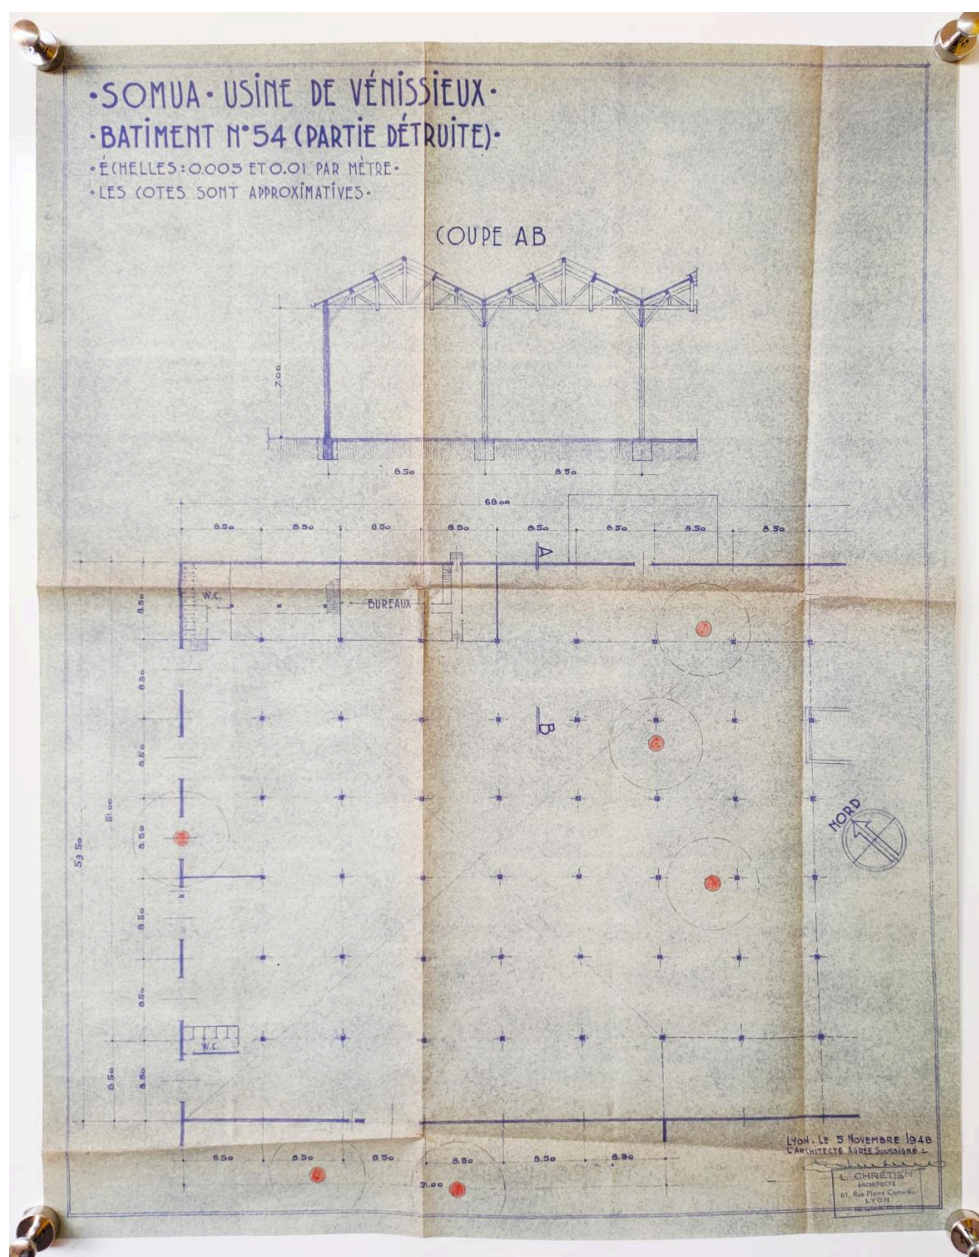 •SOMUA• USINE DE VÉNISSIEUX•
•BATIMENT N°54 (PARTIE DÉTRUITE)•
•ÉCHELLES: 0.005 ET 0.01 PAR MÈTRE•
•LES COTES SONT APPROXIMATIVES•
COUPE AB
7.00
8.50 8.50
68.00
8.50 8.50 8.50 8.50 8.50 8.50 8.50 8.50
A
W.C.
BUREAUX
8.50
8.50
B
8.50
51.00
NORD
8.50
59.50
8.50
8.50
W.C.
8.50
8.50
LYON. LE 5 NOVEMBRE 1948
L'ARCHITECTE AGRÉÉ SOUSSIGNÉ
8.50 8.50 8.50 8.50 8.50
L. CHRÉTIEN
ARCHITECTE
61, Rue Pierre Corneille
LYON